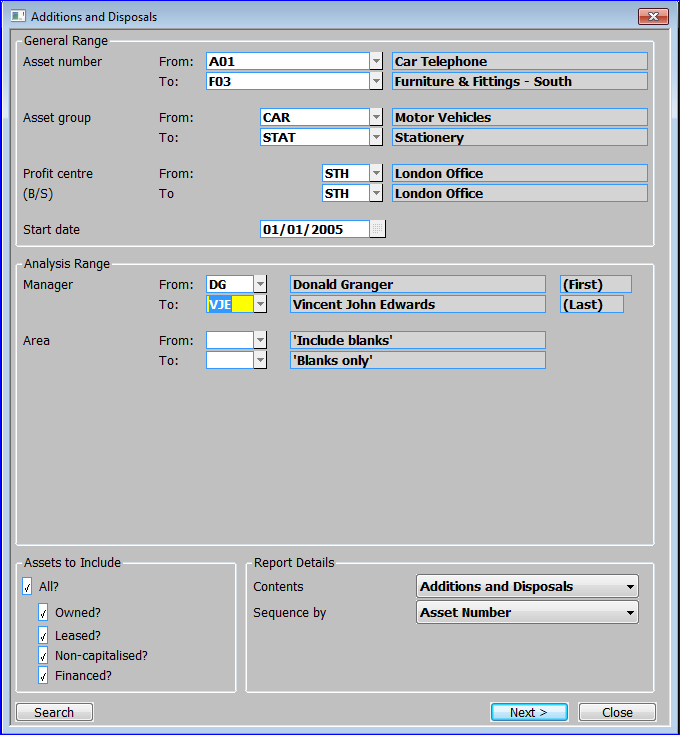 Additions and Disposals
General Range
Asset number From: A01 Car Telephone
To: F03 Furniture & Fittings - South
Asset group From: CAR Motor Vehicles
To: STAT Stationery
Profit centre From: STH London Office
(B/S) To STH London Office
Start date 01/01/2005
Analysis Range
Manager From: DG Donald Granger (First)
To: VJE Vincent John Edwards (Last)
Area From: 'Include blanks'
To: 'Blanks only'
Assets to Include
All?
Owned?
Leased?
Non-capitalised?
Financed?
Report Details
Contents Additions and Disposals
Sequence by Asset Number
Search Next > Close